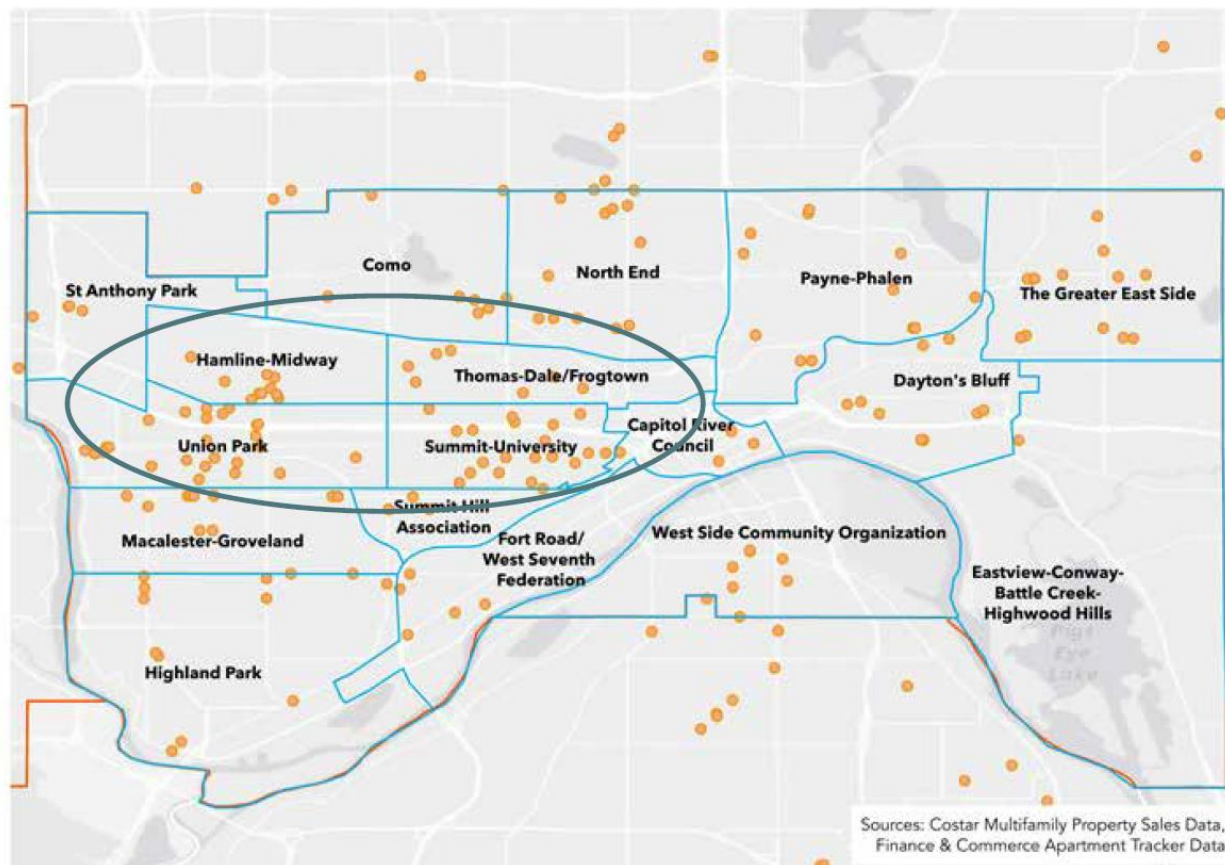 Como
North End
Payne-Phalen
St Anthony Park
The Greater East Side
Hamline-Midway
Thomas-Dale/Frogtown
Dayton's Bluff
Union Park
Summit-University
Capitol River
Council
Summit Hill
Association
Macalester-Groveland
Fort Road/
West Seventh
Federation
West Side Community Organization
Eastview-Conway-
Battle Creek-
Highwood Hills
Pigs
Eye
Lake
Highland Park
Sources: Costar Multifamily Property Sales Data,
Finance & Commerce Apartment Tracker Data